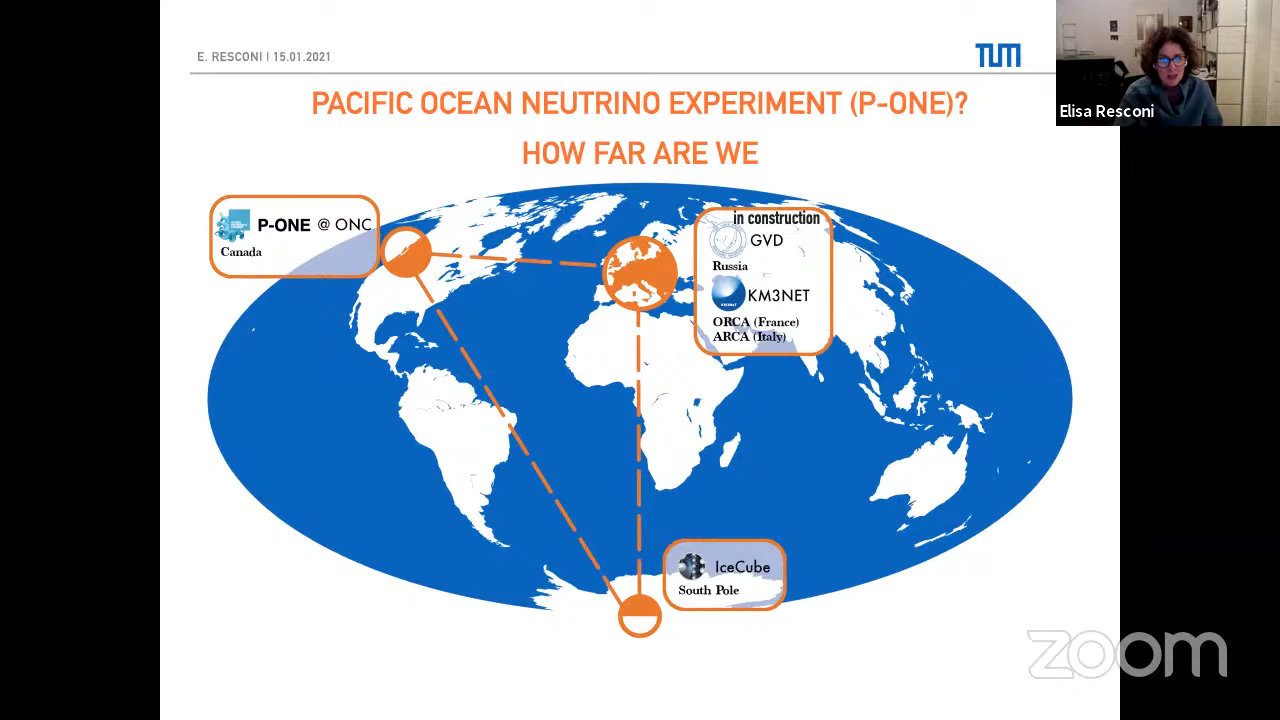 E. RESCONI | 15.01.2021
TUM
Elisa Resconi
PACIFIC OCEAN NEUTRINO EXPERIMENT (P-ONE)?
HOW FAR ARE WE
P-ONE @ ONC
Canada
in construction
GVD
Russia
KM3NeT
KM3NET
ORCA (France)
ARCA (Italy)
IceCube
South Pole
zoom